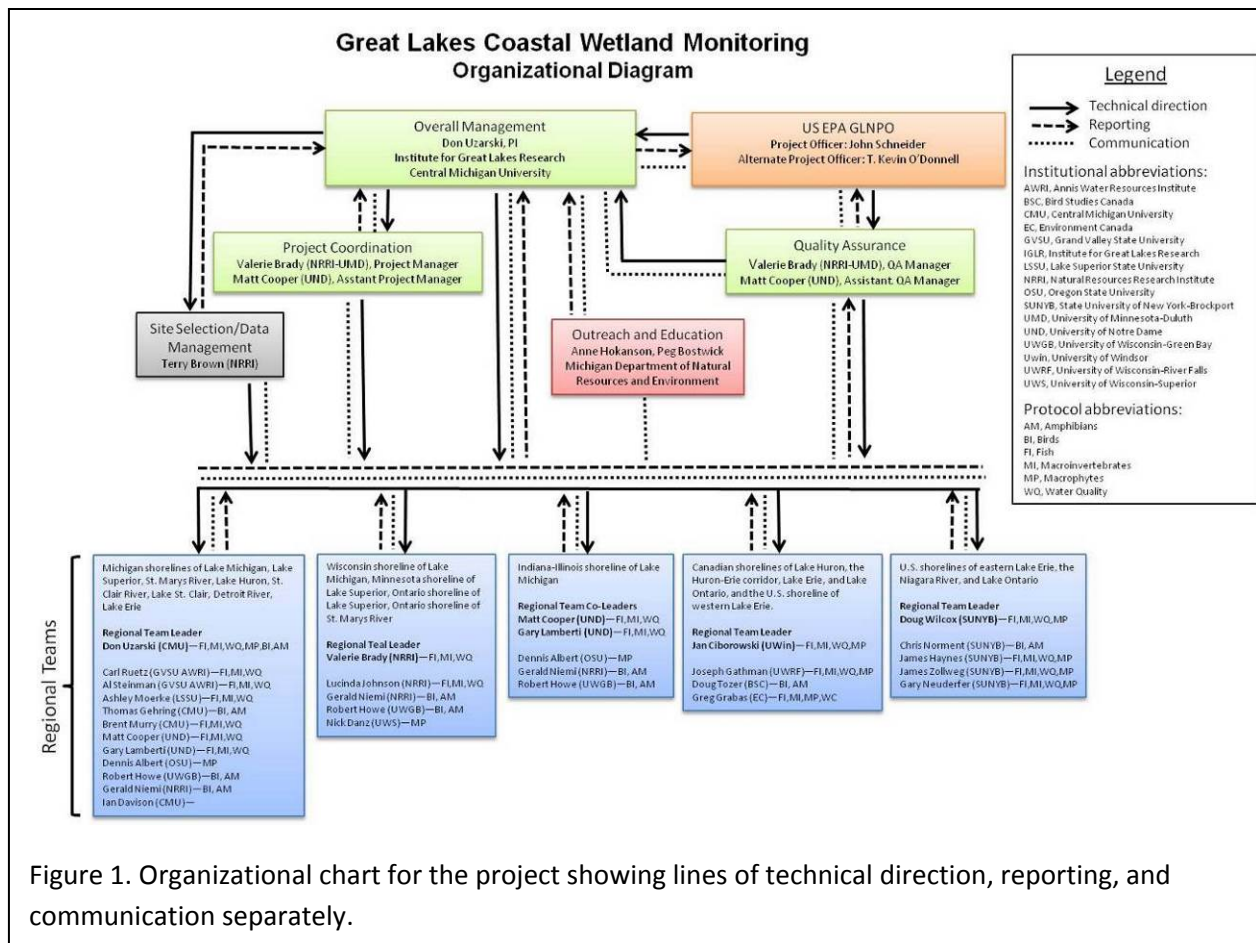 Great Lakes Coastal Wetland Monitoring
Organizational Diagram
Overall Management
Don Uzarski, PI
Institute for Great Lakes Research
Central Michigan University
US EPA GLNPO
Project Officer: John Schneider
Alternate Project Officer: T. Kevin O'Donnell
Project Coordination
Valerie Brady (NRRI-UMD), Project Manager
Matt Cooper (UND), Asstant Project Manager
Quality Assurance
Valerie Brady (NRRI-UMD), QA Manager
Matt Cooper (UND), Assistant. QA Manager
Site Selection/Data
Management
Terry Brown (NRRI)
Outreach and Education
Anne Hokanson, Peg Bostwick
Michigan Department of Natural
Resources and Environment
Legend
Technical direction
Reporting
Communication
Institutional abbreviations:
AWRI, Annis Water Resources Institute
BSC, Bird Studies Canada
CMU, Central Michigan University
EC, Environment Canada
GVSU, Grand Valley State University
IGLR, Institute for Great Lakes Research
LSSU, Lake Superior State University
NRRI, Natural Resources Research Institute
OSU, Oregon State University
SUNYB, State University of New York-Brockport
UMD, University of Minnesota-Duluth
UND, University of Notre Dame
UWGB, University of Wisconsin-Green Bay
Uwin, University of Windsor
UWRF, University of Wisconsin-River Falls
UWS, University of Wisconsin-Superior
Protocol abbreviations:
AM, Amphibians
BI, Birds
FI, Fish
MI, Macroinvertebrates
MP, Macrophytes
WQ, Water Quality
Regional Teams
Michigan shorelines of Lake Michigan, Lake
Superior, St. Marys River, Lake Huron, St.
Clair River, Lake St. Clair, Detroit River,
Lake Erie
Regional Team Leader
Don Uzarski (CMU)—FI,MI,WQ,MP,BI,AM
Carl Ruetz (GVSU AWRI)—FI,MI,WQ
Al Steinman (GVSU AWRI)—FI,MI,WQ
Ashley Moerke (LSSU)—FI,MI,WQ
Thomas Gehring (CMU)—BI, AM
Brent Murry (CMU)—FI,MI,WQ
Matt Cooper (UND)—FI,MI,WQ
Gary Lamberti (UND)—FI,MI,WQ
Dennis Albert (OSU)—MP
Robert Howe (UWGB)—BI, AM
Gerald Niemi (NRRI)—BI, AM
Ian Davison (CMU)—
Wisconsin shoreline of Lake
Michigan, Minnesota shoreline of
Lake Superior, Ontario shoreline of
Lake Superior, Ontario shoreline of
St. Marys River
Regional Teal Leader
Valerie Brady (NRRI)—FI,MI,WQ
Lucinda Johnson (NRRI)—FI,MI,WQ
Gerald Niemi (NRRI)—BI, AM
Robert Howe (UWGB)—BI, AM
Nick Danz (UWS)—MP
Indiana-Illinois shoreline of Lake
Michigan
Regional Team Co-Leaders
Matt Cooper (UND)—FI,MI,WQ
Gary Lamberti (UND)—FI,MI,WQ
Dennis Albert (OSU)—MP
Gerald Niemi (NRRI)—BI, AM
Robert Howe (UWGB)—BI, AM
Canadian shorelines of Lake Huron, the
Huron-Erie corridor, Lake Erie, and Lake
Ontario, and the U.S. shoreline of
western Lake Erie.
Regional Team Leader
Jan Ciborowski (UWin)—FI,MI,WQ,MP
Joseph Gathman (UWRF)—FI,MI,WQ,MP
Doug Tozer (BSC)—BI, AM
Greg Grabas (EC)—FI,MI,MP,WC
U.S. shorelines of eastern Lake Erie, the
Niagara River, and Lake Ontario
Regional Team Leader
Doug Wilcox (SUNYB)—FI,MI,WQ,MP
Chris Norment (SUNYB)—BI, AM
James Haynes (SUNYB)—FI,MI,WQ,MP
James Zollweg (SUNYB)—FI,MI,WQ,MP
Gary Neuderfer (SUNYB)—FI,MI,WQ,MP
Figure 1. Organizational chart for the project showing lines of technical direction, reporting, and
communication separately.